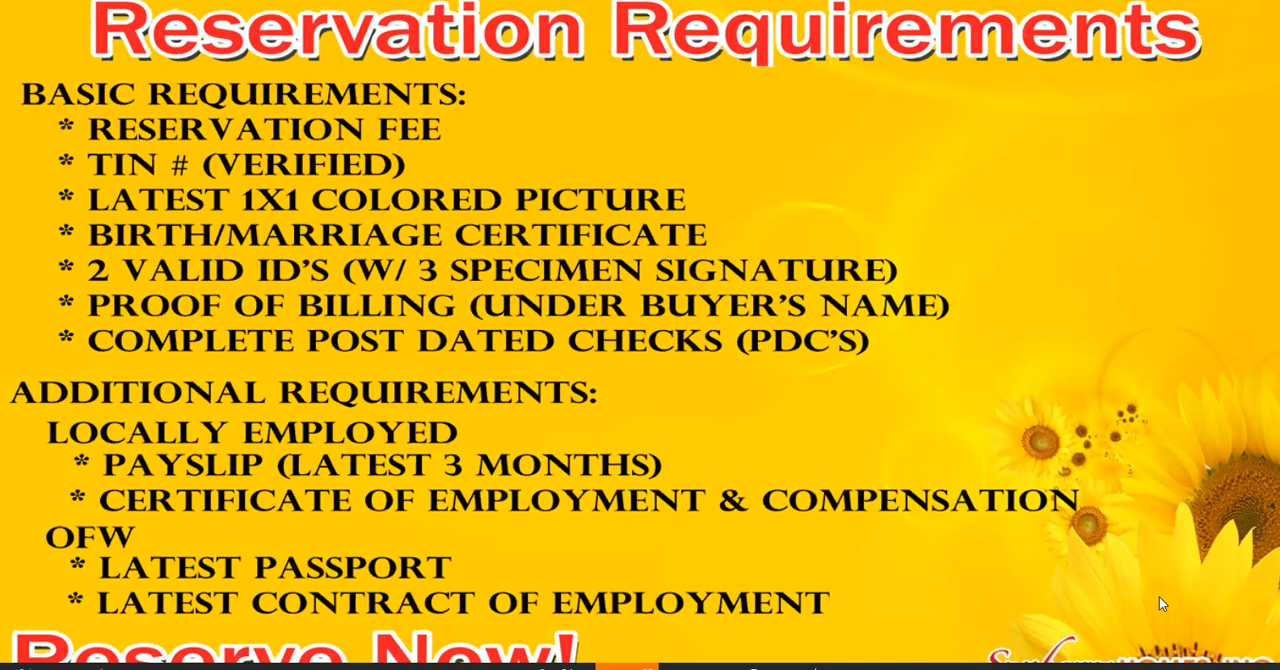 Reservation Requirements
BASIC REQUIREMENTS:
* RESERVATION FEE
* TIN # (VERIFIED)
* LATEST 1X1 COLORED PICTURE
* BIRTH/MARRIAGE CERTIFICATE
* 2 VALID ID'S (W/ 3 SPECIMEN SIGNATURE)
* PROOF OF BILLING (UNDER BUYER'S NAME)
* COMPLETE POST DATED CHECKS (PDC'S)
ADDITIONAL REQUIREMENTS:
LOCALLY EMPLOYED
* PAYSLIP (LATEST 3 MONTHS)
* CERTIFICATE OF EMPLOYMENT & COMPENSATION
OFW
* LATEST PASSPORT
* LATEST CONTRACT OF EMPLOYMENT
Reserve Now!